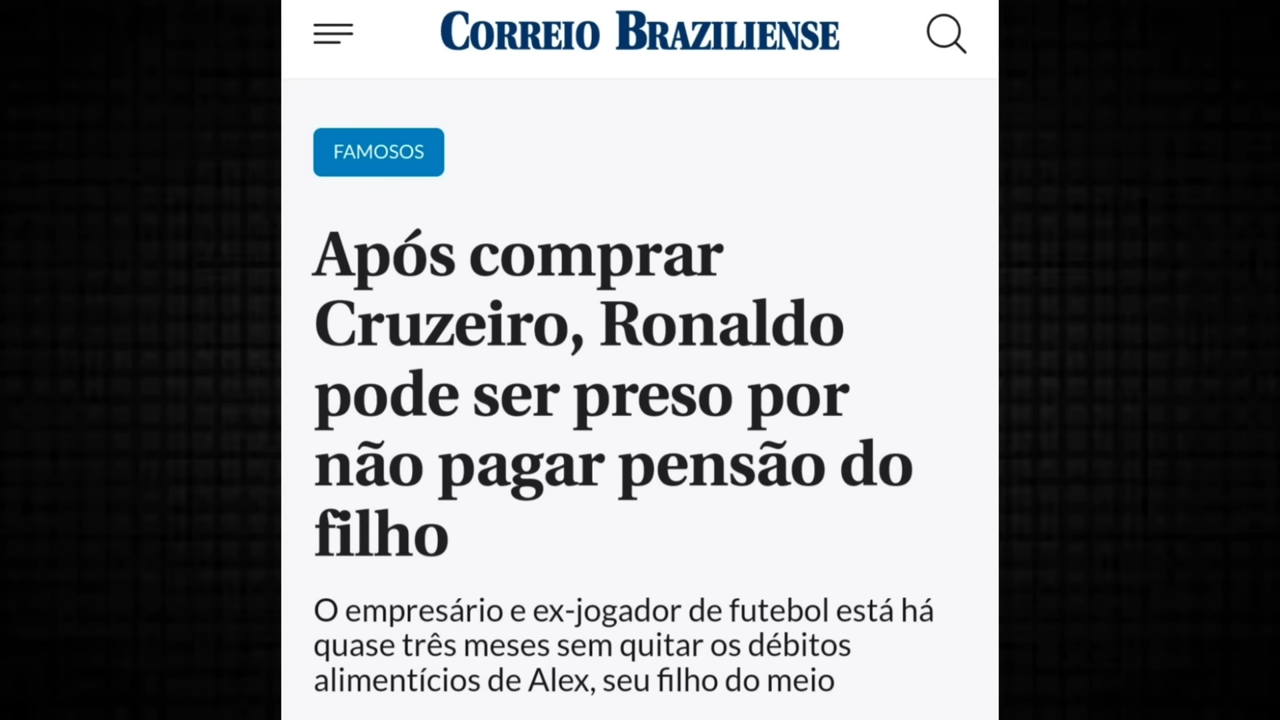 CORREIO BRAZILIENSE
FAMOSOS
Após comprar
Cruzeiro, Ronaldo
pode ser preso por
não pagar pensão do
filho
O empresário e ex-jogador de futebol está há
quase três meses sem quitar os débitos
alimentícios de Alex, seu filho do meio